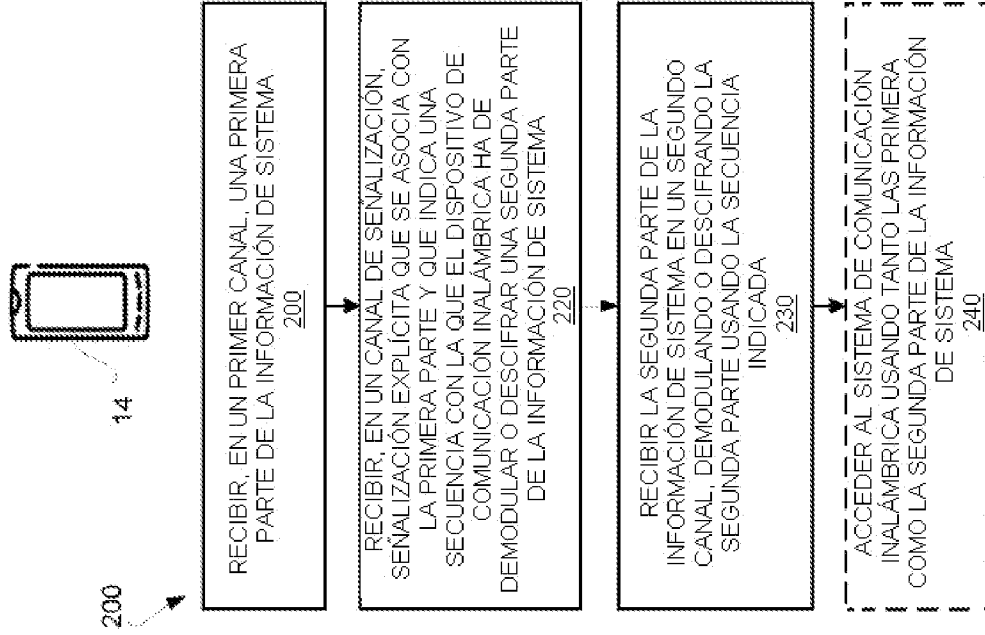 200
14
RECIBIR, EN UN PRIMER CANAL, UNA PRIMERA
PARTE DE LA INFORMACIÓN DE SISTEMA
200
RECIBIR, EN UN CANAL DE SEÑALIZACIÓN,
SEÑALIZACIÓN EXPLÍCITA QUE SE ASOCIA CON
LA PRIMERA PARTE Y QUE INDICA UNA
SECUENCIA CON LA QUE EL DISPOSITIVO DE
COMUNICACIÓN INALÁMBRICA HA DE
DEMODULAR O DESCIFRAR UNA SEGUNDA PARTE
DE LA INFORMACIÓN DE SISTEMA
220
RECIBIR LA SEGUNDA PARTE DE LA
INFORMACIÓN DE SISTEMA EN UN SEGUNDO
CANAL, DEMODULANDO O DESCIFRANDO LA
SEGUNDA PARTE USANDO LA SECUENCIA
INDICADA
230
ACCEDER AL SISTEMA DE COMUNICACIÓN
INALÁMBRICA USANDO TANTO LAS PRIMERA
COMO LA SEGUNDA PARTE DE LA INFORMACIÓN
DE SISTEMA
240